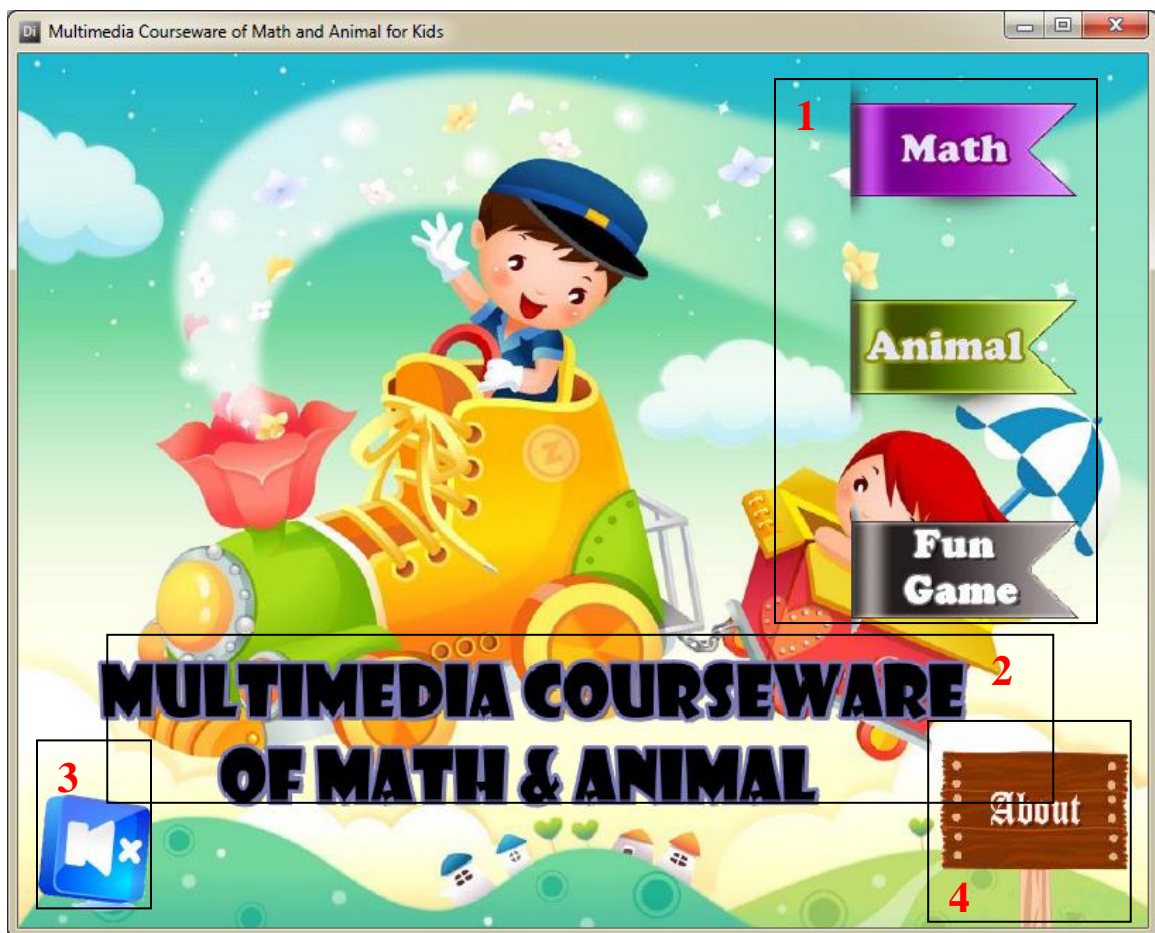 Di Multimedia Courseware of Math and Animal for Kids
1
Math
Animal
Z
Fun
Game
2
MULTIMEDIA COURSEWARE
OF MATH & ANIMAL
3
About
4